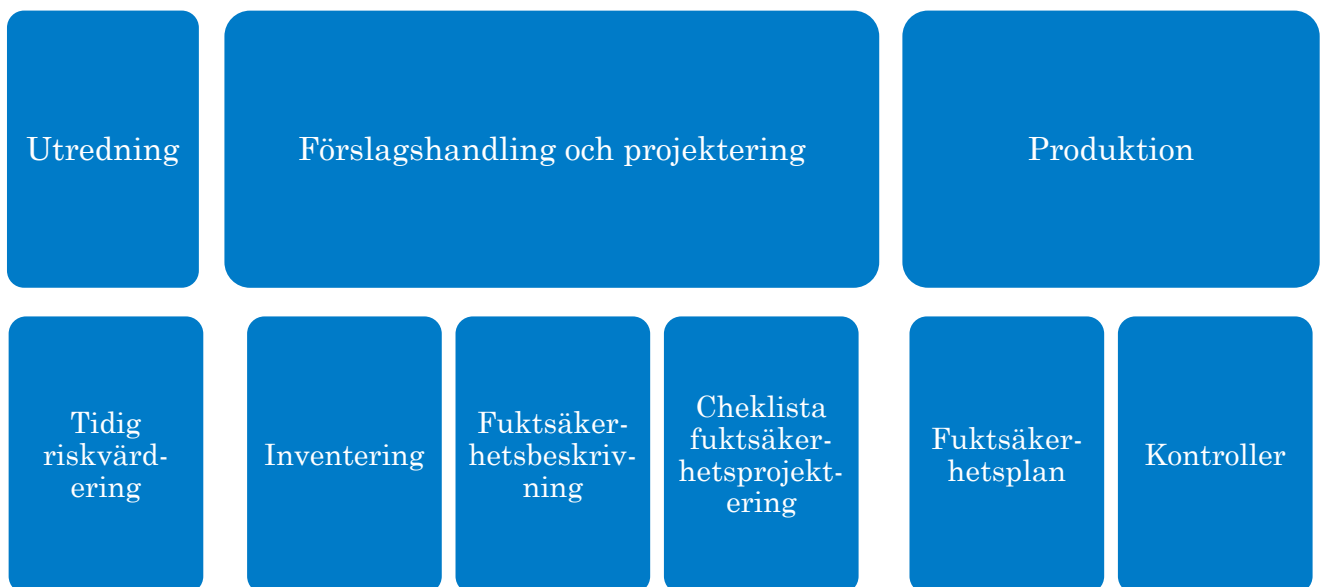 Utredning
Förslagshandling och projektering
Produktion
Tidig
riskvärd-
ering
Inventering
Fuktsäker-
hetsbeskriv-
ning
Cheklista
fuktsäker-
hetsprojekt-
ering
Fuktsäker-
hetsplan
Kontroller